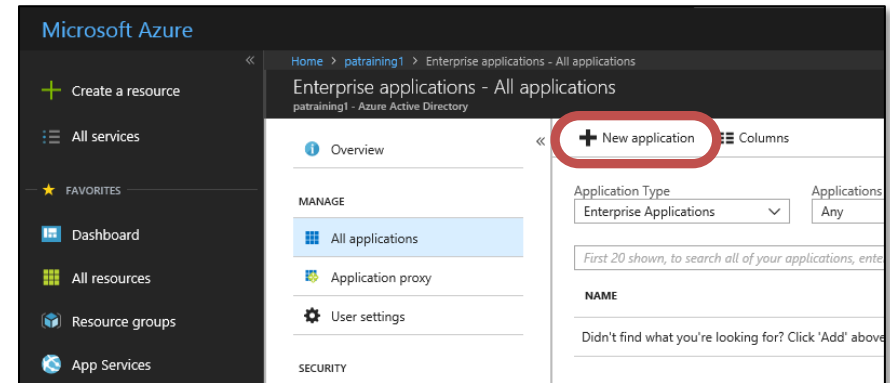 Microsoft Azure
«
Create a resource
All services
FAVORITES
Dashboard
All resources
Resource groups
App Services
Home > patraining1 > Enterprise applications - All applications
Enterprise applications - All applications
patraining1 - Azure Active Directory
«
Overview
MANAGE
All applications
Application proxy
User settings
SECURITY
New application
Columns
Application Type
Enterprise Applications
Applications
Any
First 20 shown, to search all of your applications, ente
NAME
Didn't find what you're looking for? Click 'Add' above